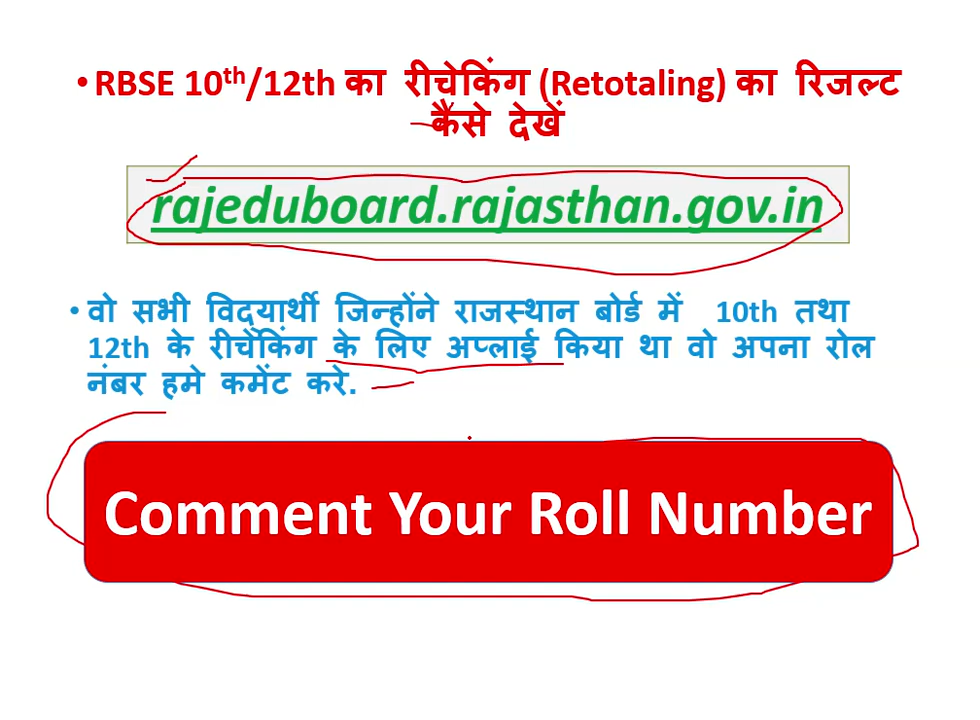 • RBSE 10th/12th का रीचेकिंग (Retotaling) का रिजल्ट
कैसे देखें
rajeduboard.rajasthan.gov.in
• वो सभी विद्यार्थी जिन्होंने राजस्थान बोर्ड में 10th तथा
12th के रीचेकिंग के लिए अप्लाई किया था वो अपना रोल
नंबर हमे कमेंट करे.
Comment Your Roll Number